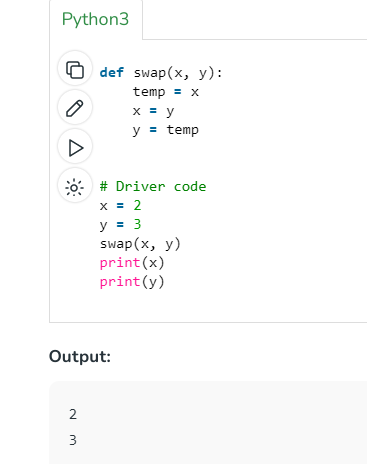 Python3
def swap(x, y):
    temp = x
    x = y
    y = temp
# Driver code
x = 2
y = 3
swap(x, y)
print(x)
print(y)
Output:
2
3